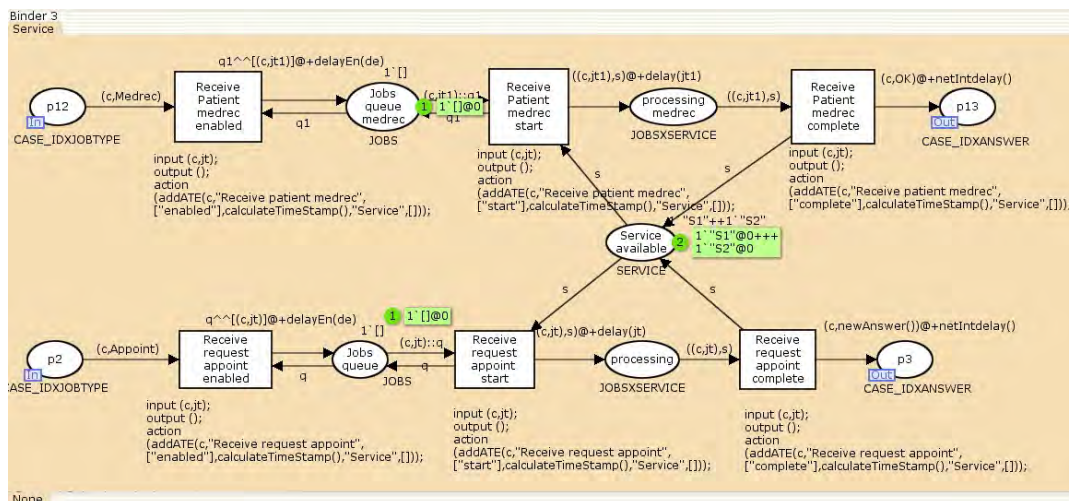 Binder 3
Service
q1^^[(c,jt1)]@+delayEn(de)
1`[]
p12
In
CASE_IDXJOBTYPE
(c,Medrec)
Receive
Patient
medrec
enabled
q1
Jobs
queue
medrec
JOBS
1
1`[]@0
(c,jt1)::q1
q1
Receive
Patient
medrec
start
((c,jt1),s)@+delay(jt1)
processing
medrec
JOBSXSERVICE
((c,jt1),s)
Receive
Patient
medrec
complete
(c,OK)@+netIntdelay()
p13
Out
CASE_IDXANSWER
input (c,jt);
output ();
action
(addATE(c,"Receive patient medrec",
["enabled"],calculateTimeStamp(),"Service",[]));
input (c,jt);
output ();
action
(addATE(c,"Receive patient medrec",
["start"],calculateTimeStamp(),"Service",[]));
input (c,jt);
output ();
action
(addATE(c,"Receive patient medrec",
["complete"],calculateTimeStamp(),"Service",[]));
s
s
"S1"++1`"S2"
Service
available
SERVICE
2
1`"S1"@0+++
1`"S2"@0
s
s
q^^[(c,jt)]@+delayEn(de)
1`[]
1
1`[]@0
p2
In
CASE_IDXJOBTYPE
(c,Appoint)
Receive
request
appoint
enabled
q
Jobs
queue
JOBS
(c,jt)::q
q
Receive
request
appoint
start
(c,jt),s)@+delay(jt)
processing
JOBSXSERVICE
((c,jt),s)
Receive
request
appoint
complete
(c,newAnswer())@+netIntdelay()
p3
Out
CASE_IDXANSWER
input (c,jt);
output ();
action
(addATE(c,"Receive request appoint",
["enabled"],calculateTimeStamp(),"Service",[]));
input (c,jt);
output ();
action
(addATE(c,"Receive request appoint",
["start"],calculateTimeStamp(),"Service",[]));
input (c,jt);
output ();
action
(addATE(c,"Receive request appoint",
["complete"],calculateTimeStamp(),"Service",[]));
None